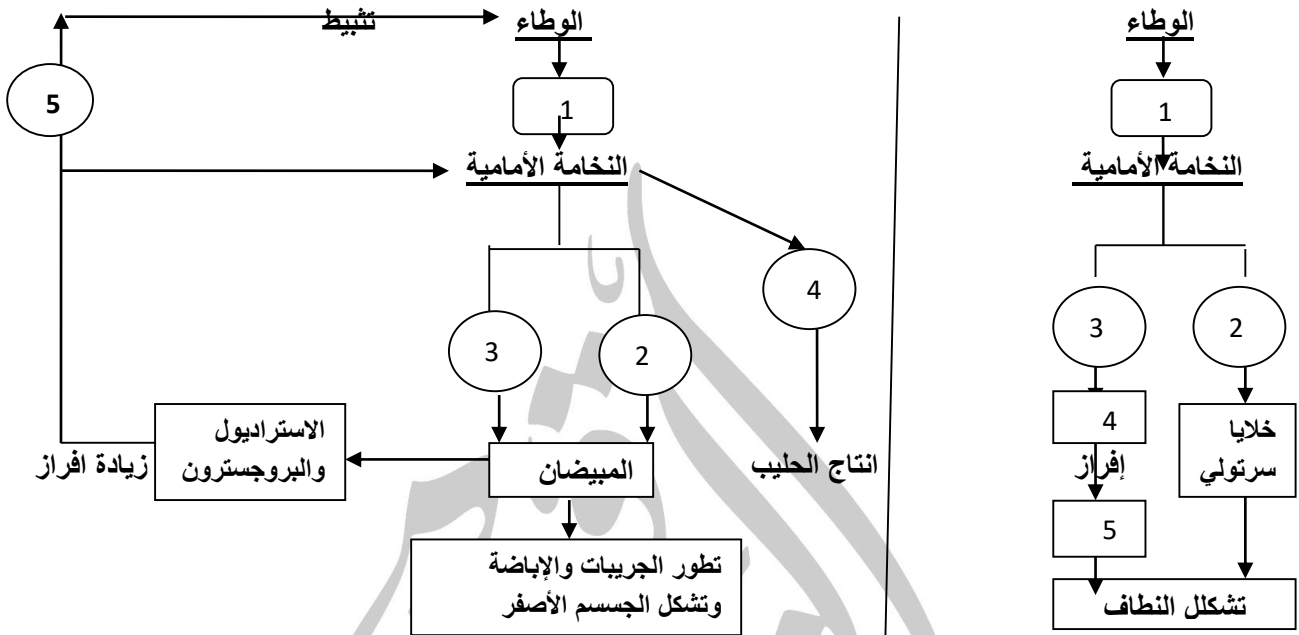 الوطاء
1
النخامة الأمامية
3
2
4
خلايا
سرتولي
إفراز
5
تشكلل النطاف
تثبيط
الوطاء
5
1
النخامة الأمامية
4
3
2
انتاج الحليب
المبيضان
الاستراديول
والبروجسترون
زيادة افراز
تطور الجريبات والإباضة
وتشكل الجسسم الأصفر